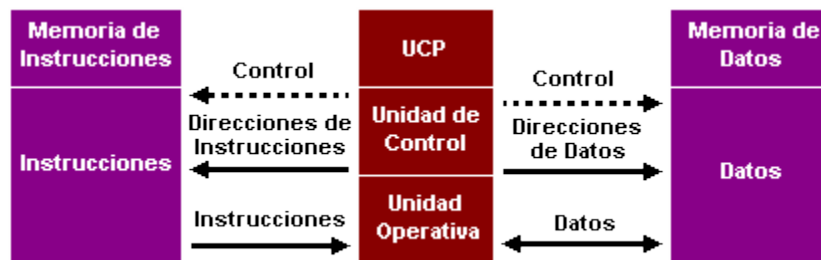 Memoria de
Instrucciones
Instrucciones
Control
Direcciones de
Instrucciones
Instrucciones
UCP
Unidad de
Control
Unidad
Operativa
Control
Direcciones
de Datos
Datos
Memoria de
Datos
Datos